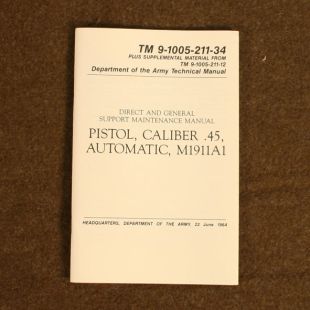 TM 9-1005-211-34
PLUS SUPPLEMENTAL MATERIAL FROM
TM 9-1005-211-12
Department of the Army Technical Manual
DIRECT AND GENERAL
SUPPORT MAINTENANCE MANUAL
PISTOL, CALIBER .45,
AUTOMATIC, M1911A1
HEADQUARTERS, DEPARTMENT OF THE ARMY, 23 June 1964